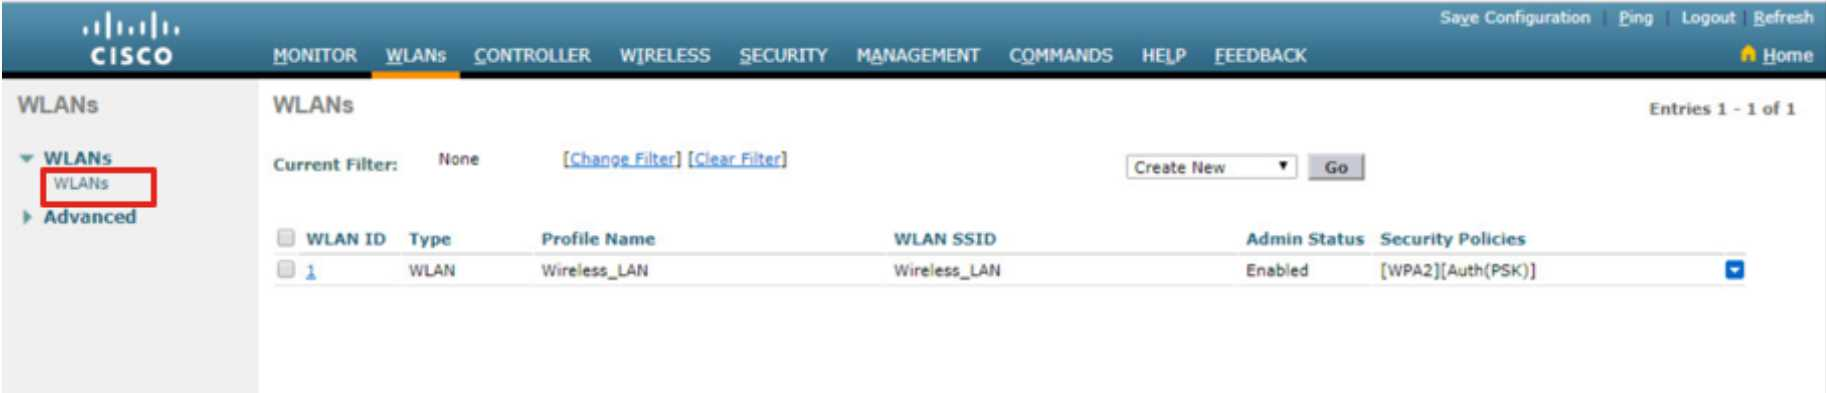 Save Configuration | Ping | Logout | Refresh
CISCO MONITOR WLANs CONTROLLER WIRELESS SECURITY MANAGEMENT COMMANDS HELP FEEDBACK Home
WLANs
WLANs
WLANs
Advanced
WLANs Entries 1 - 1 of 1
Current Filter: None [Change Filter] [Clear Filter] Create New Go
WLAN ID Type Profile Name WLAN SSID Admin Status Security Policies
1 WLAN Wireless_LAN Wireless_LAN Enabled [WPA2][Auth(PSK)]